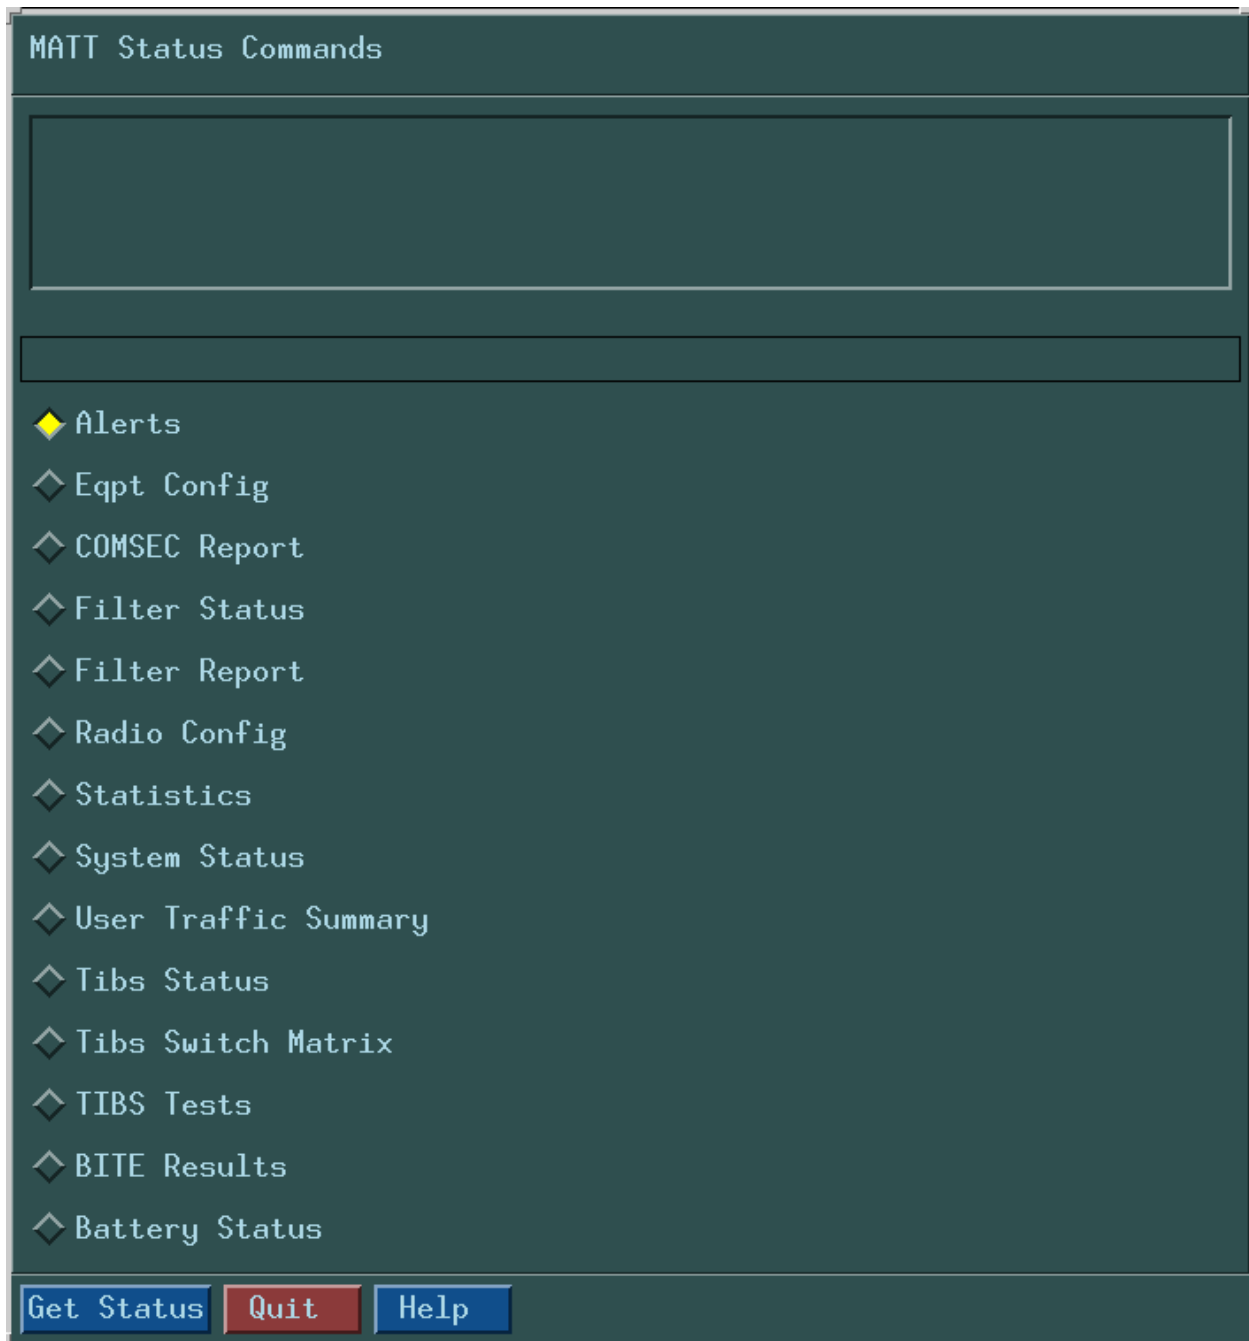 MATT Status Commands
Alerts
Eqpt Config
COMSEC Report
Filter Status
Filter Report
Radio Config
Statistics
System Status
User Traffic Summary
Tibs Status
Tibs Switch Matrix
TIBS Tests
BITE Results
Battery Status
Get Status Quit Help